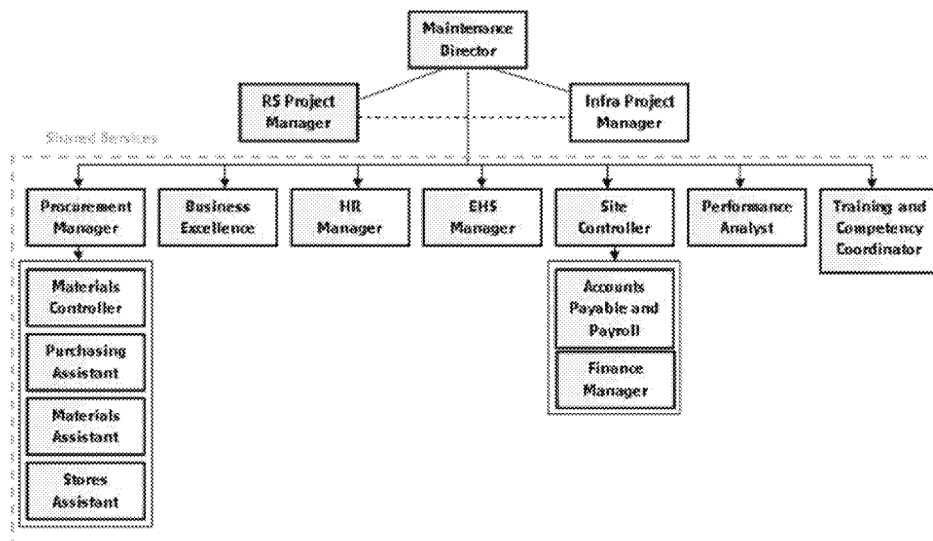 Maintenance
Director
RS Project
Manager
Infra Project
Manager
Shared Services
Procurement
Manager
Business
Excellence
HR
Manager
EHS
Manager
Site
Controller
Performance
Analyst
Training and
Competency
Coordinator
Materials
Controller
Purchasing
Assistant
Materials
Assistant
Stores
Assistant
Accounts
Payable and
Payroll
Finance
Manager